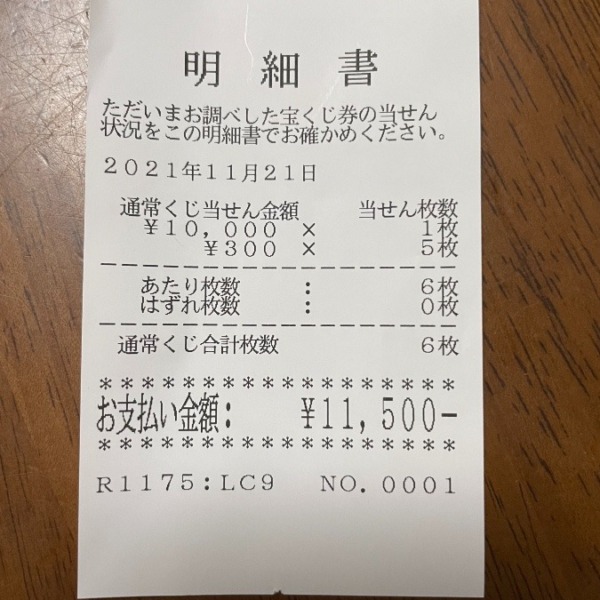 明 細 書
ただいまお調べした宝くじ券の当せん
状況をこの明細書でお確かめください。
2021年11月21日
通常くじ当せん金額 当せん枚数
¥10,000 × 1枚
¥300 × 5枚
－－－－－－－－－－－－－－－－－－－
あたり枚数 : 6枚
はずれ枚数 : 0枚
－－－－－－－－－－－－－－－－－－－
通常くじ合計枚数 6枚
＊＊＊＊＊＊＊＊＊＊＊＊＊＊＊＊＊＊＊
お支払い金額: ¥11,500-
＊＊＊＊＊＊＊＊＊＊＊＊＊＊＊＊＊＊＊
R1175:LC9 NO.0001